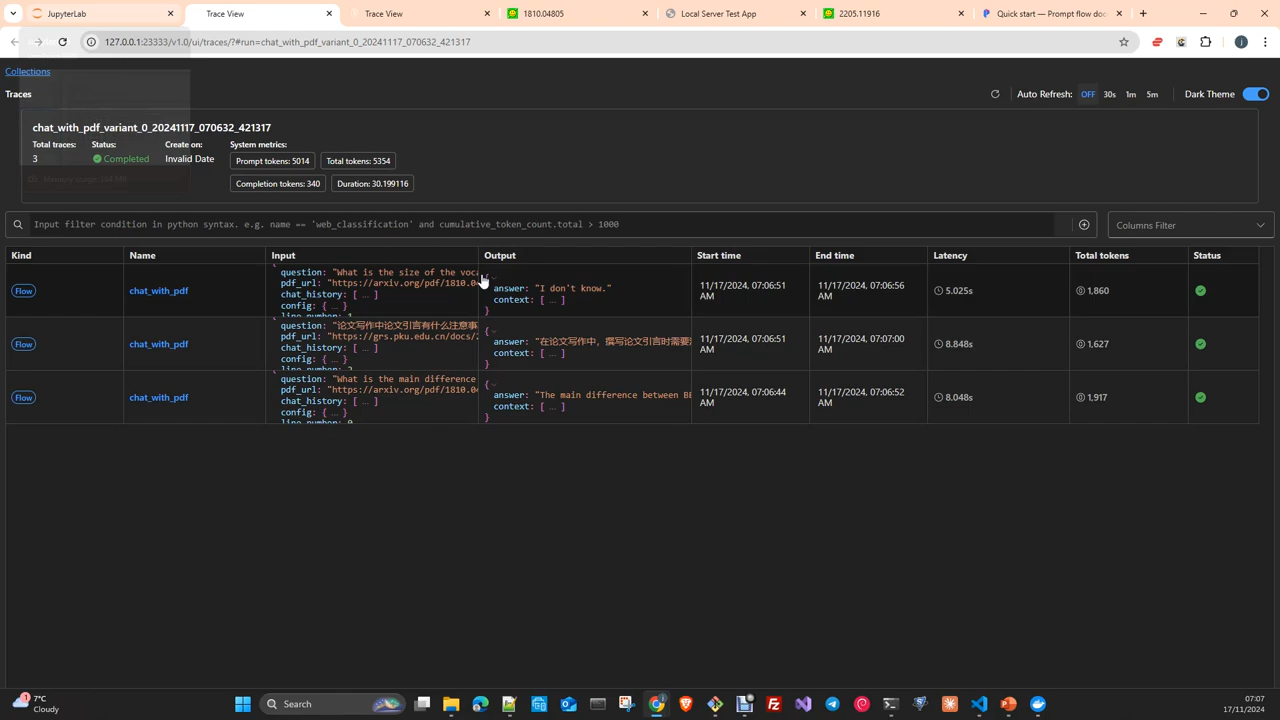 JupyterLab
Trace View
Trace View
1810.04805
Local Server Test App
2205.11916
Quick start — Prompt flow doc
127.0.0.1:23333/v1.0/ui/traces/?#run=chat_with_pdf_variant_0_20241117_070632_421317
Collections
Traces
Auto Refresh: OFF 30s 1m 5m Dark Theme
chat_with_pdf_variant_0_20241117_070632_421317
Total traces: Status: Create on: System metrics:
3 Completed Invalid Date Prompt tokens: 5014 Total tokens: 5354
Completion tokens: 340 Duration: 30.199116
Input filter condition in python syntax. e.g. name == 'web_classification' and cumulative_token_count.total > 1000
Columns Filter
Kind Name Input Output Start time End time Latency Total tokens Status
Flow
chat_with_pdf
question: "What is the size of the voca
pdf_url: "https://arxiv.org/pdf/1810.04
chat_history: [ … ]
config: { … }
line_number: 1
{
answer: "I don't know."
context: [ … ]
}
11/17/2024, 07:06:51
AM
11/17/2024, 07:06:56
AM
5.025s
1,860
Flow
chat_with_pdf
question: "论文写作中论文引言有什么注意事
pdf_url: "https://grs.pku.edu.cn/docs/2
chat_history: [ … ]
config: { … }
line_number: 2
{
answer: "在论文写作中，撰写论文引言时需要
context: [ … ]
}
11/17/2024, 07:06:51
AM
11/17/2024, 07:07:00
AM
8.848s
1,627
Flow
chat_with_pdf
question: "What is the main difference
pdf_url: "https://arxiv.org/pdf/1810.04
chat_history: [ … ]
config: { … }
line_number: 0
{
answer: "The main difference between BE
context: [ … ]
}
11/17/2024, 07:06:44
AM
11/17/2024, 07:06:52
AM
8.048s
1,917
1
7°C
Cloudy
Search
07:07
17/11/2024